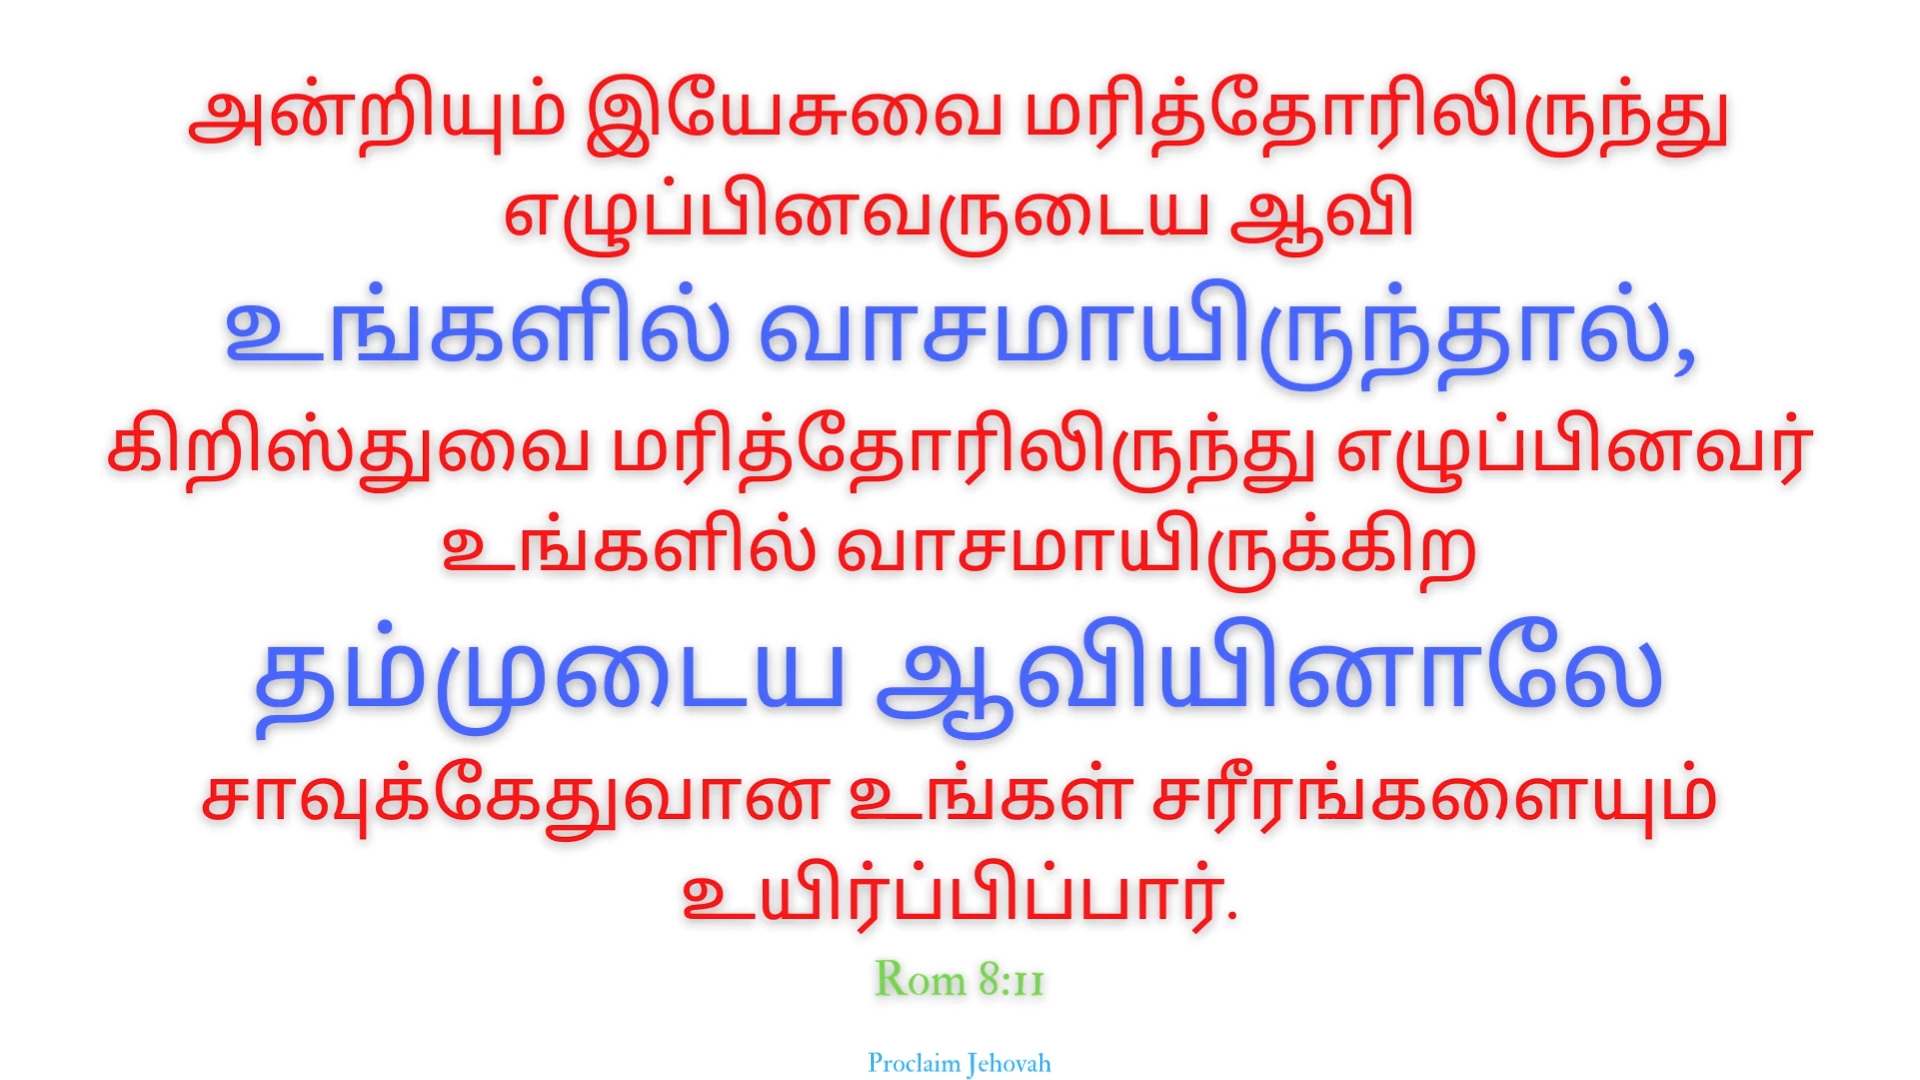 அன்றியும் இயேசுவை மரித்தோரிலிருந்து
எழுப்பினவருடைய ஆவி
உங்களில் வாசமாயிருந்தால்,
கிறிஸ்துவை மரித்தோரிலிருந்து எழுப்பினவர்
உங்களில் வாசமாயிருக்கிற
தம்முடைய ஆவியினாலே
சாவுக்கேதுவான உங்கள் சரீரங்களையும்
உயிர்ப்பிப்பார்.
Rom 8:11
Proclaim Jehovah